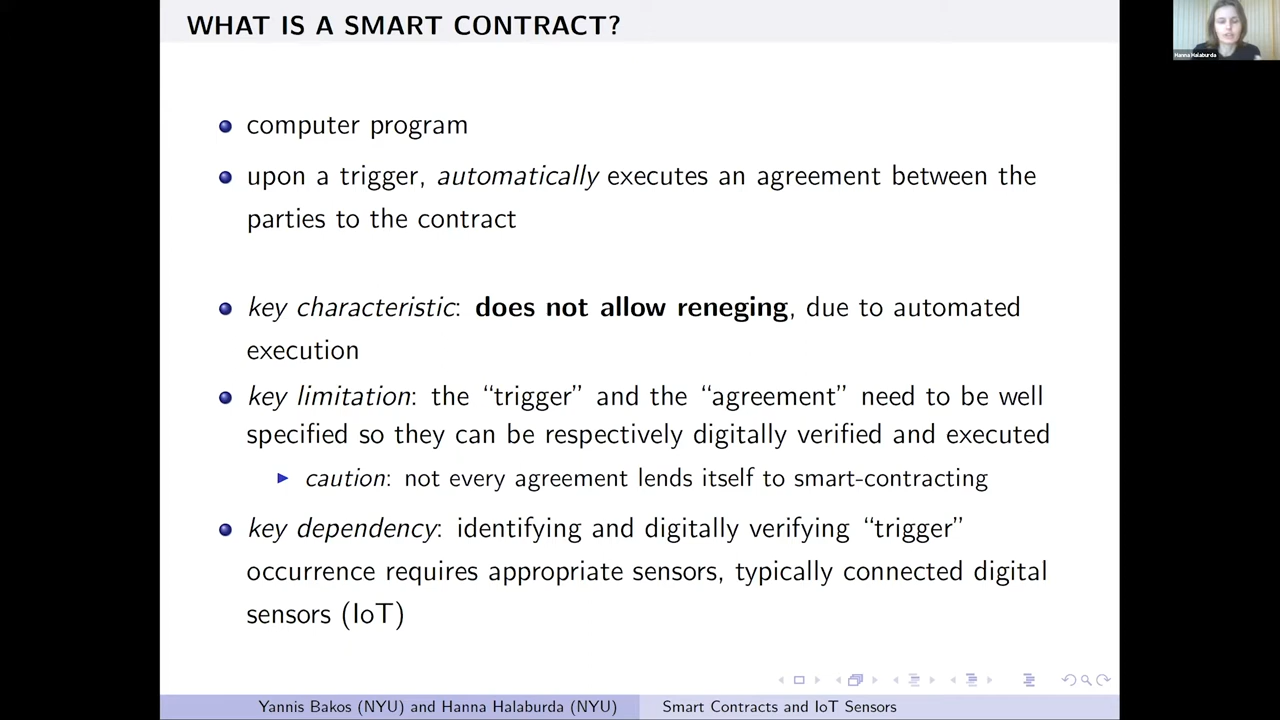 WHAT IS A SMART CONTRACT?
Hanna Halaburda
computer program
upon a trigger, automatically executes an agreement between the
parties to the contract
key characteristic: does not allow reneging, due to automated
execution
key limitation: the “trigger” and the “agreement” need to be well
specified so they can be respectively digitally verified and executed
caution: not every agreement lends itself to smart-contracting
key dependency: identifying and digitally verifying “trigger”
occurrence requires appropriate sensors, typically connected digital
sensors (IoT)
Yannis Bakos (NYU) and Hanna Halaburda (NYU)
Smart Contracts and IoT Sensors